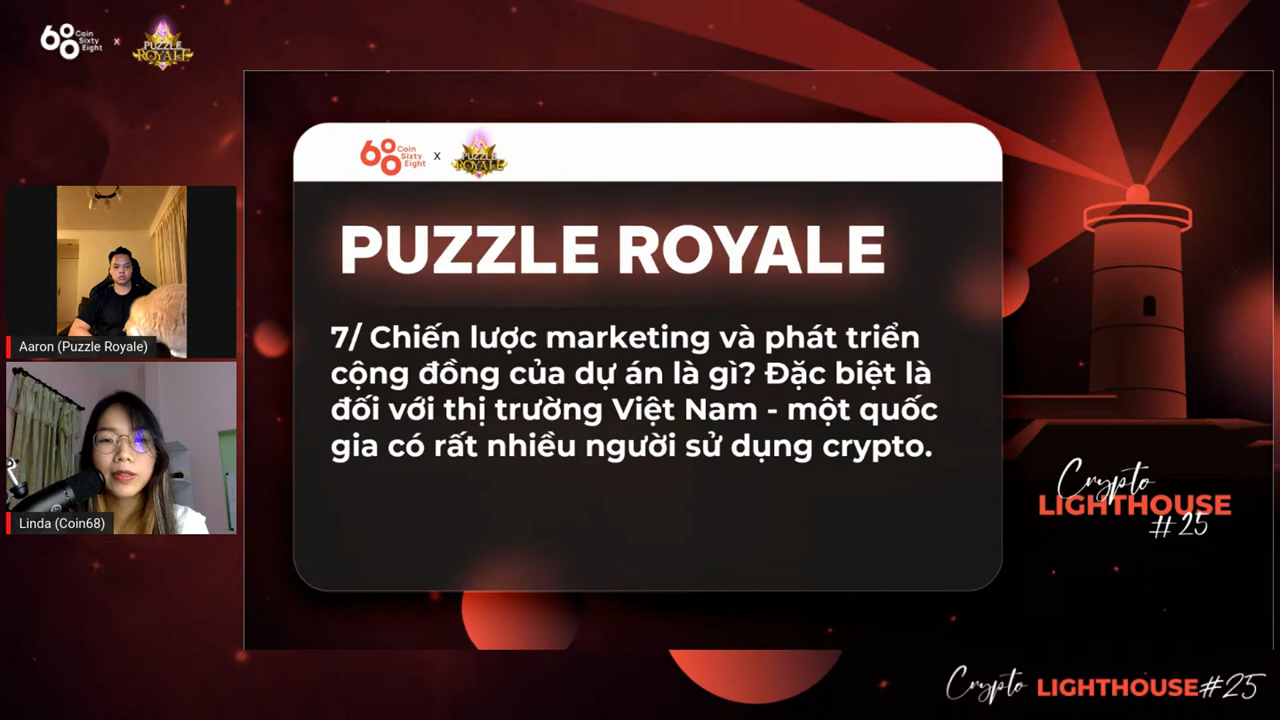 68 Coin Sixty Eight x PUZZLE ROYALE
68 Coin Sixty Eight X PUZZLE ROYALE
PUZZLE ROYALE
7/ Chiến lược marketing và phát triển
cộng đồng của dự án là gì? Đặc biệt là
đối với thị trường Việt Nam - một quốc
gia có rất nhiều người sử dụng crypto.
Aaron (Puzzle Royale)
Linda (Coin68)
Crypto
LIGHTHOUSE
#25
Crypto LIGHTHOUSE#25